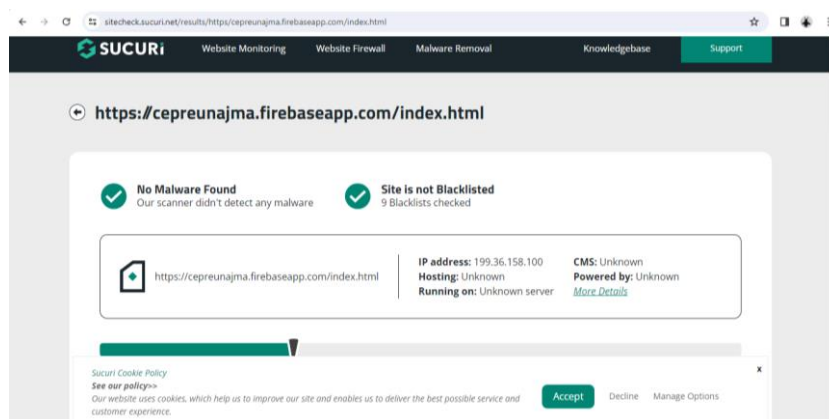 sitecheck.sucuri.net/results/https/cepreunajma.firebaseapp.com/index.html
SUCURi Website Monitoring Website Firewall Malware Removal Knowledgebase Support
https://cepreunajma.firebaseapp.com/index.html
No Malware Found
Our scanner didn't detect any malware
Site is not Blacklisted
9 Blacklists checked
https://cepreunajma.firebaseapp.com/index.html
IP address: 199.36.158.100
Hosting: Unknown
Running on: Unknown server
CMS: Unknown
Powered by: Unknown
More Details
Sucuri Cookie Policy
See our policy>>
Our website uses cookies, which help us to improve our site and enables us to deliver the best possible service and
customer experience.
Accept Decline Manage Options
x